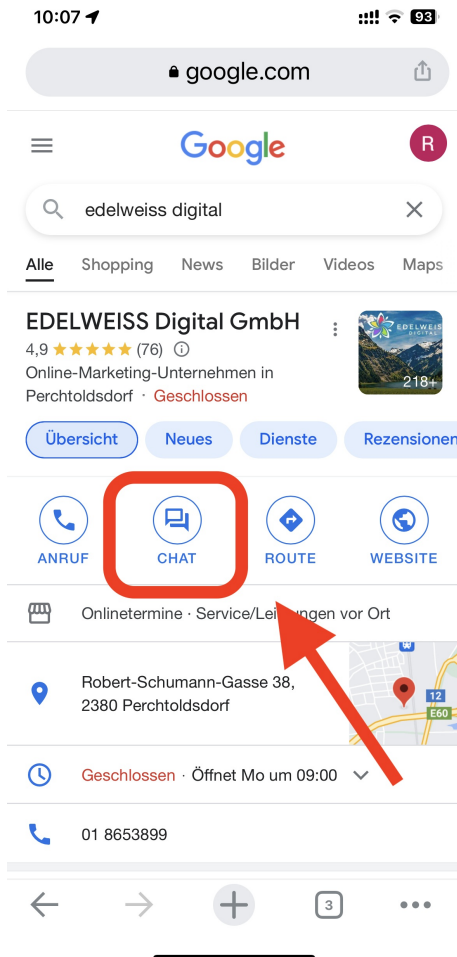 10:07
93
google.com
Google
R
edelweiss digital
Alle Shopping News Bilder Videos Maps
EDELWEISS Digital GmbH
4,9 (76)
EDELWEIS
DIGITAL
218+
Online-Marketing-Unternehmen in
Perchtoldsdorf · Geschlossen
Übersicht Neues Dienste Rezensionen
ANRUF CHAT ROUTE WEBSITE
Onlinetermine · Service/Leistungen vor Ort
Robert-Schumann-Gasse 38,
2380 Perchtoldsdorf
12
E60
Geschlossen · Öffnet Mo um 09:00
01 8653899
3